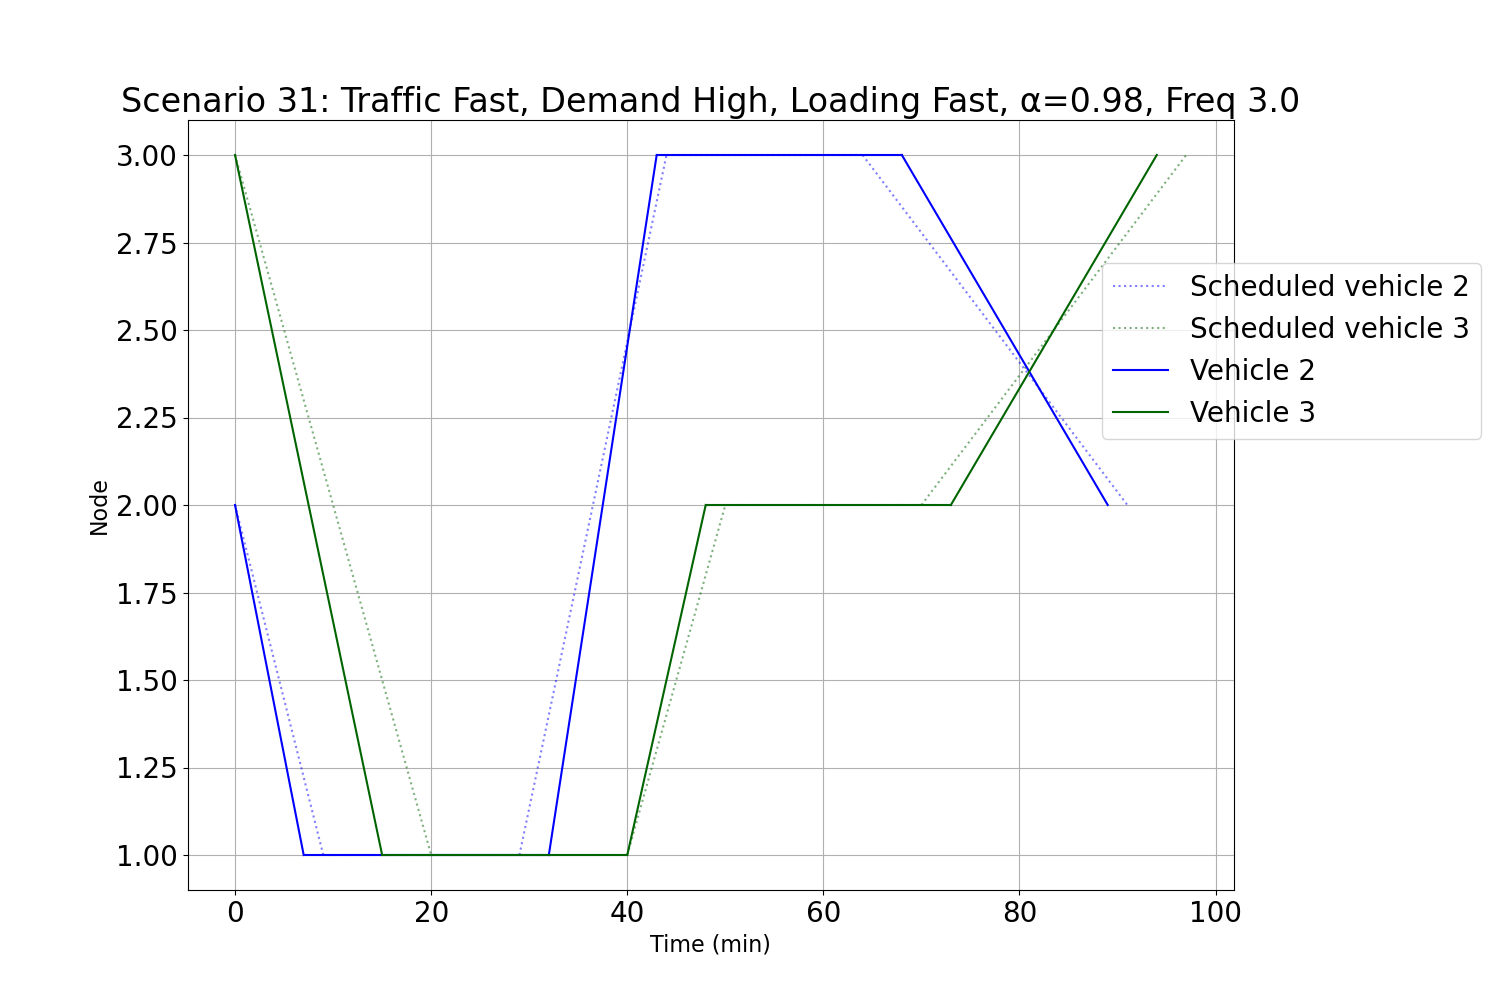 Scenario 31: Traffic Fast, Demand High, Loading Fast, α=0.98, Freq 3.0
3.00
2.75
2.50
2.25
2.00
1.75
1.50
1.25
1.00
Node
0 20 40 60 80 100
Time (min)
Scheduled vehicle 2
Scheduled vehicle 3
Vehicle 2
Vehicle 3